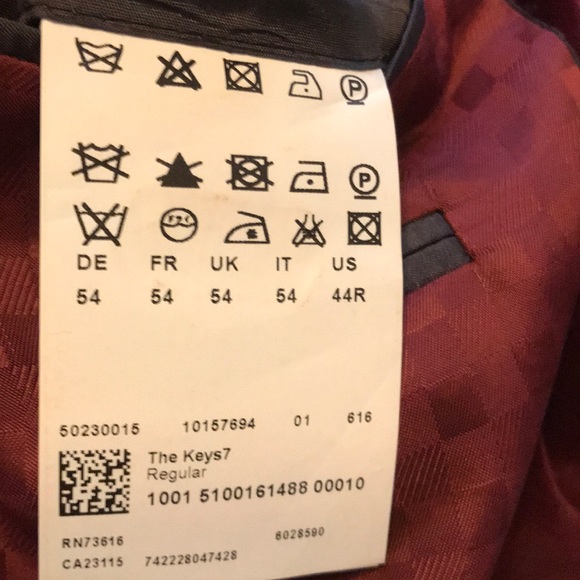 P
P
DE FR UK IT US
54 54 54 54 44R
50230015 10157694 01 616
The Keys7
Regular
1001 5100161488 00010
RN73616 6028590
CA23115 742228047428